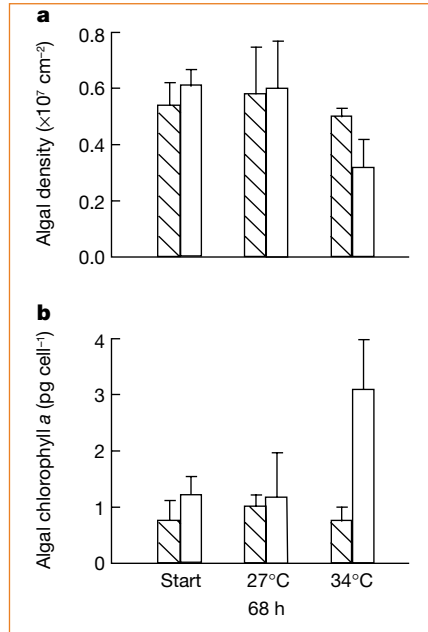 a
0.8
0.6
0.4
0.2
0.0
Algal density (×10⁷ cm⁻²)
b
4
3
2
1
0
Algal chlorophyll a (pg cell⁻¹)
Start 27°C 34°C
68 h